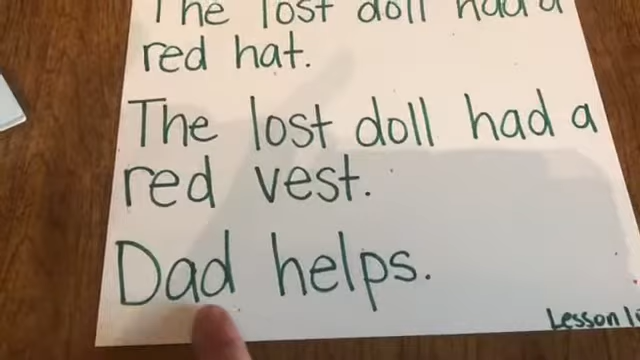 The lost doll had a
red hat.
The lost doll had a
red vest.
Dad helps.
Lesson